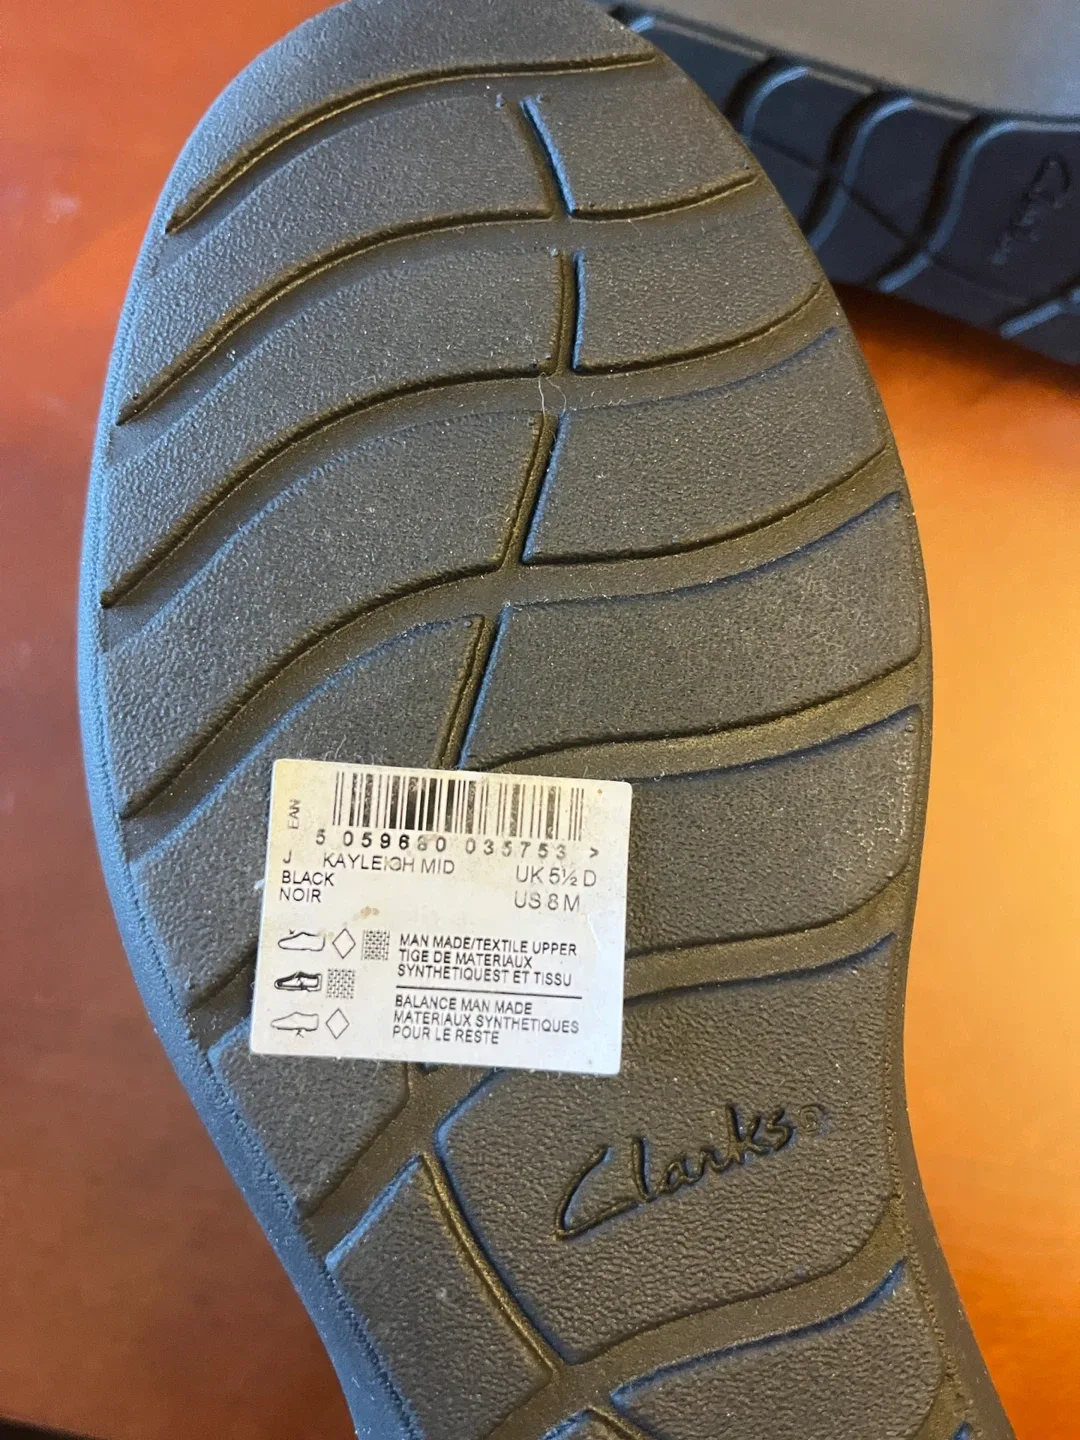 EAN
5 059680 035753 >
J KAYLEIGH MID UK 5½ D
BLACK US 8 M
NOIR
MAN MADE/TEXTILE UPPER
TIGE DE MATERIAUX
SYNTHETIQUEST ET TISSU
BALANCE MAN MADE
MATERIAUX SYNTHETIQUES
POUR LE RESTE
Clarks®
Clarks